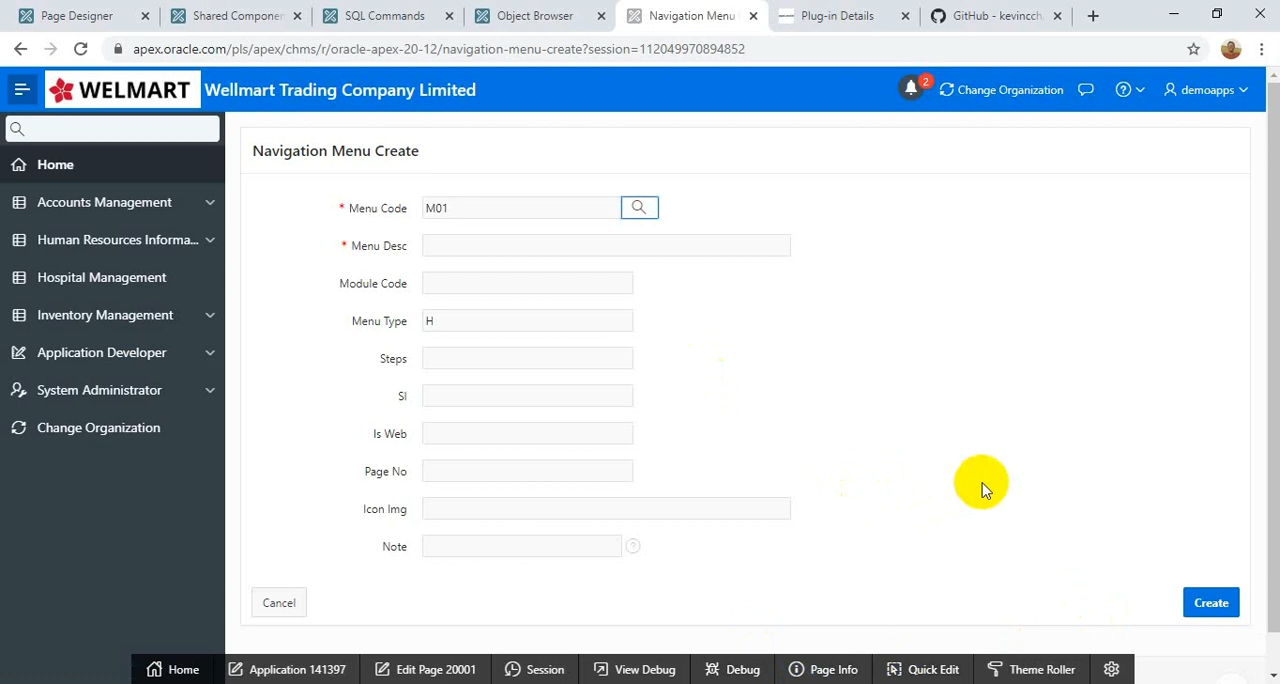 Page Designer
Shared Componen
SQL Commands
Object Browser
Navigation Menu
Plug-in Details
GitHub - kevincch
apex.oracle.com/pls/apex/chms/r/oracle-apex-20-12/navigation-menu-create?session=112049970894852
WELMART
Wellmart Trading Company Limited
2
Change Organization
demoapps
Home
Accounts Management
Human Resources Informa...
Hospital Management
Inventory Management
Application Developer
System Administrator
Change Organization
Navigation Menu Create
* Menu Code M01
* Menu Desc
Module Code
Menu Type H
Steps
Sl
Is Web
Page No
Icon Img
Note
Cancel
Create
Home
Application 141397
Edit Page 20001
Session
View Debug
Debug
Page Info
Quick Edit
Theme Roller